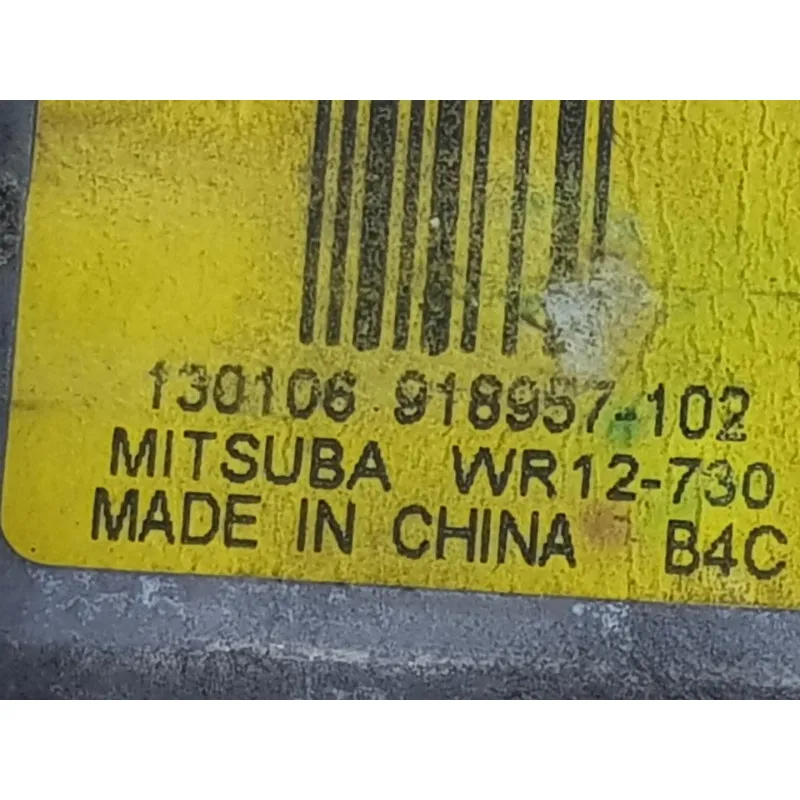 130106 918957-102
MITSUBA WR12-730
MADE IN CHINA B4C